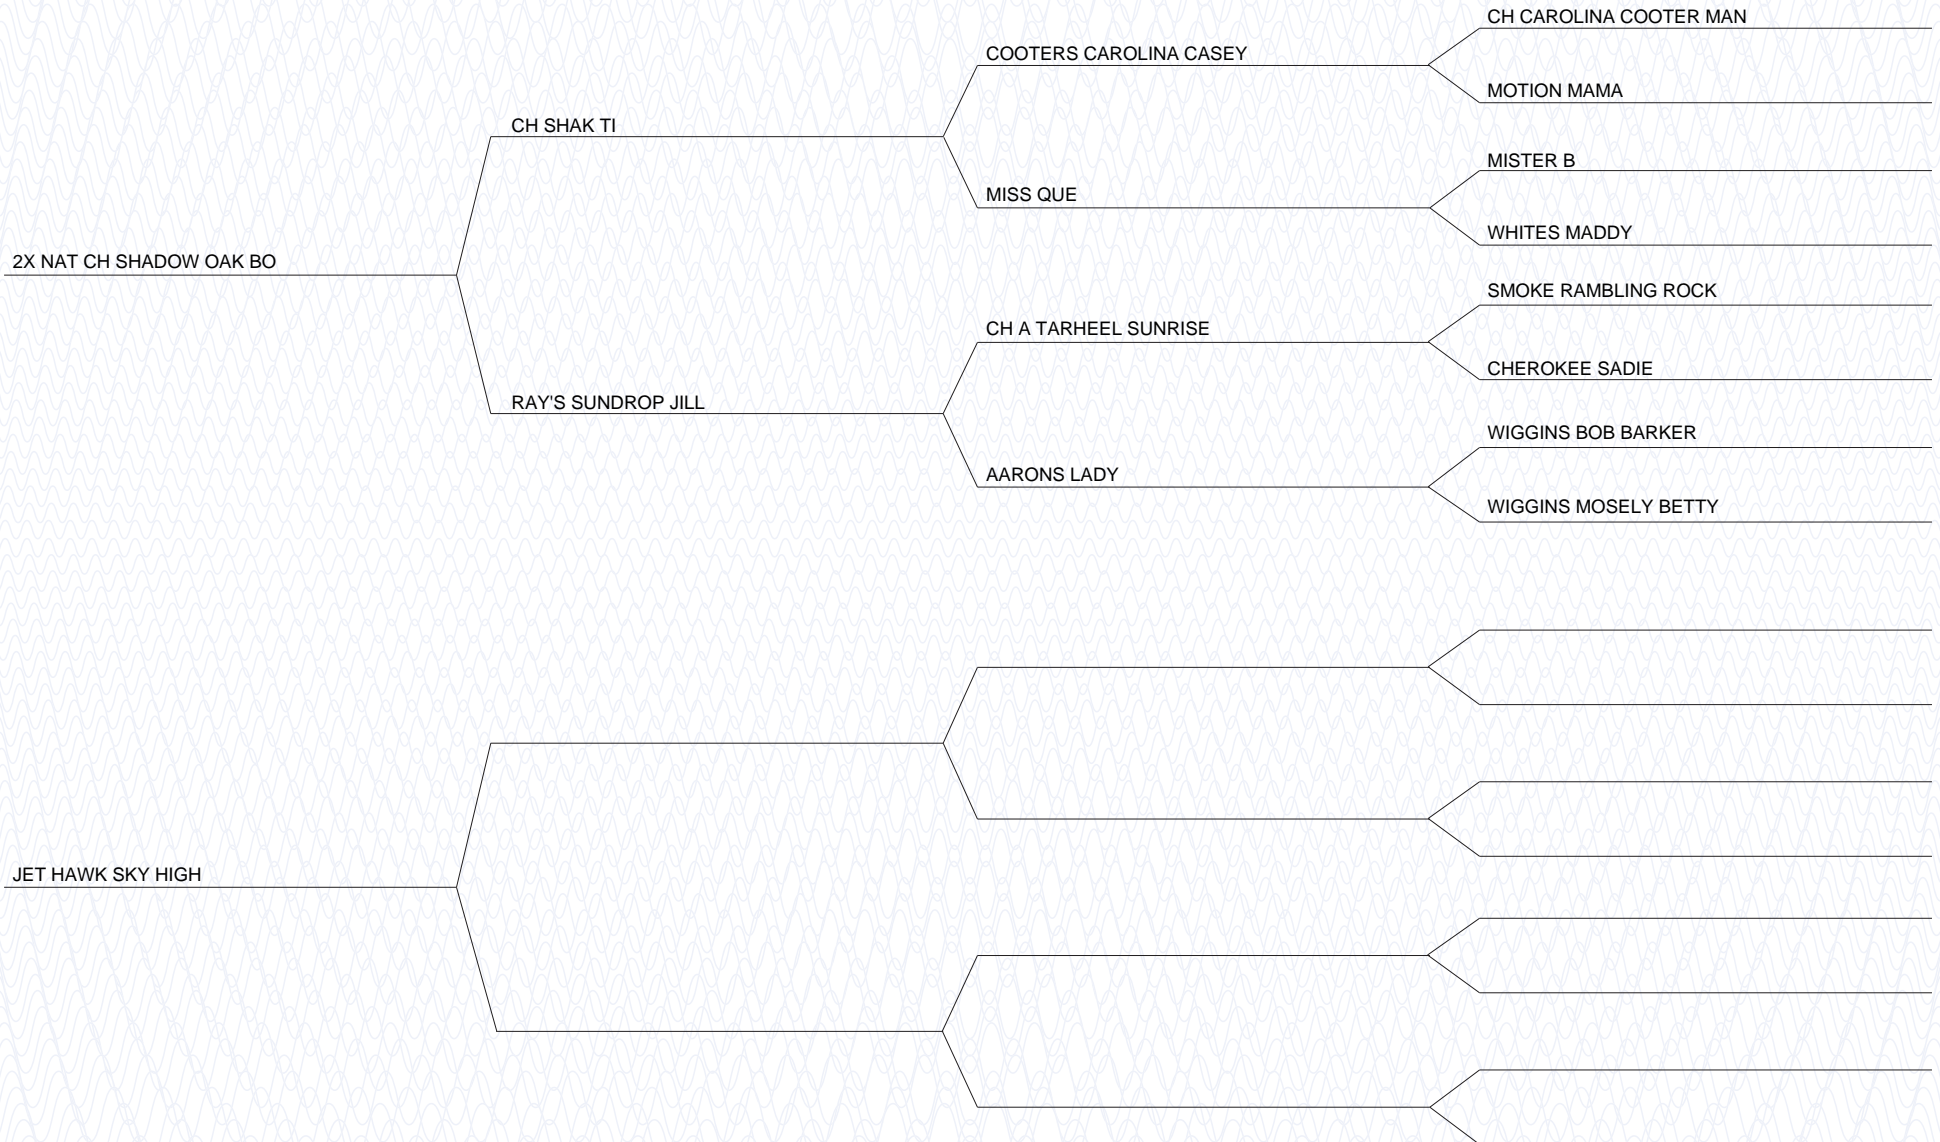 CH CAROLINA COOTER MAN
COOTERS CAROLINA CASEY
MOTION MAMA
CH SHAK TI
MISTER B
MISS QUE
WHITES MADDY
2X NAT CH SHADOW OAK BO
SMOKE RAMBLING ROCK
CH A TARHEEL SUNRISE
CHEROKEE SADIE
RAY'S SUNDROP JILL
WIGGINS BOB BARKER
AARONS LADY
WIGGINS MOSELY BETTY
JET HAWK SKY HIGH